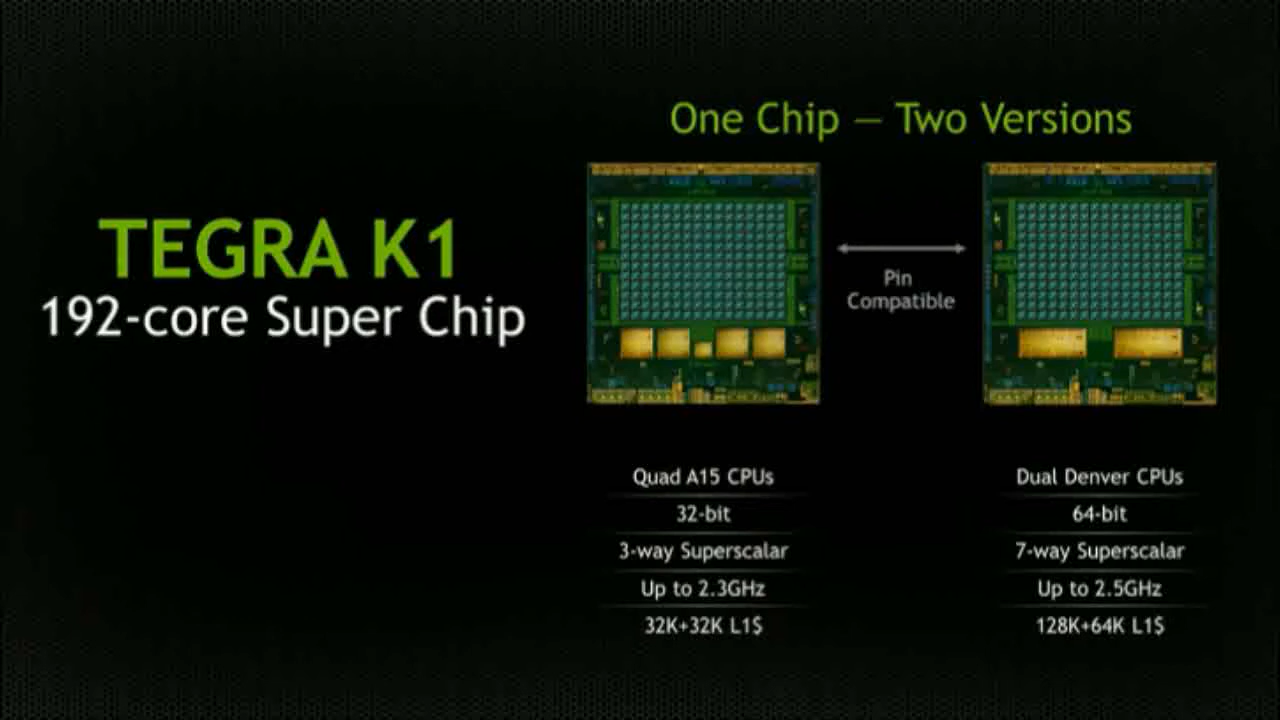 One Chip — Two Versions
TEGRA K1
192-core Super Chip
Pin
Compatible
Quad A15 CPUs
32-bit
3-way Superscalar
Up to 2.3GHz
32K+32K L1$
Dual Denver CPUs
64-bit
7-way Superscalar
Up to 2.5GHz
128K+64K L1$